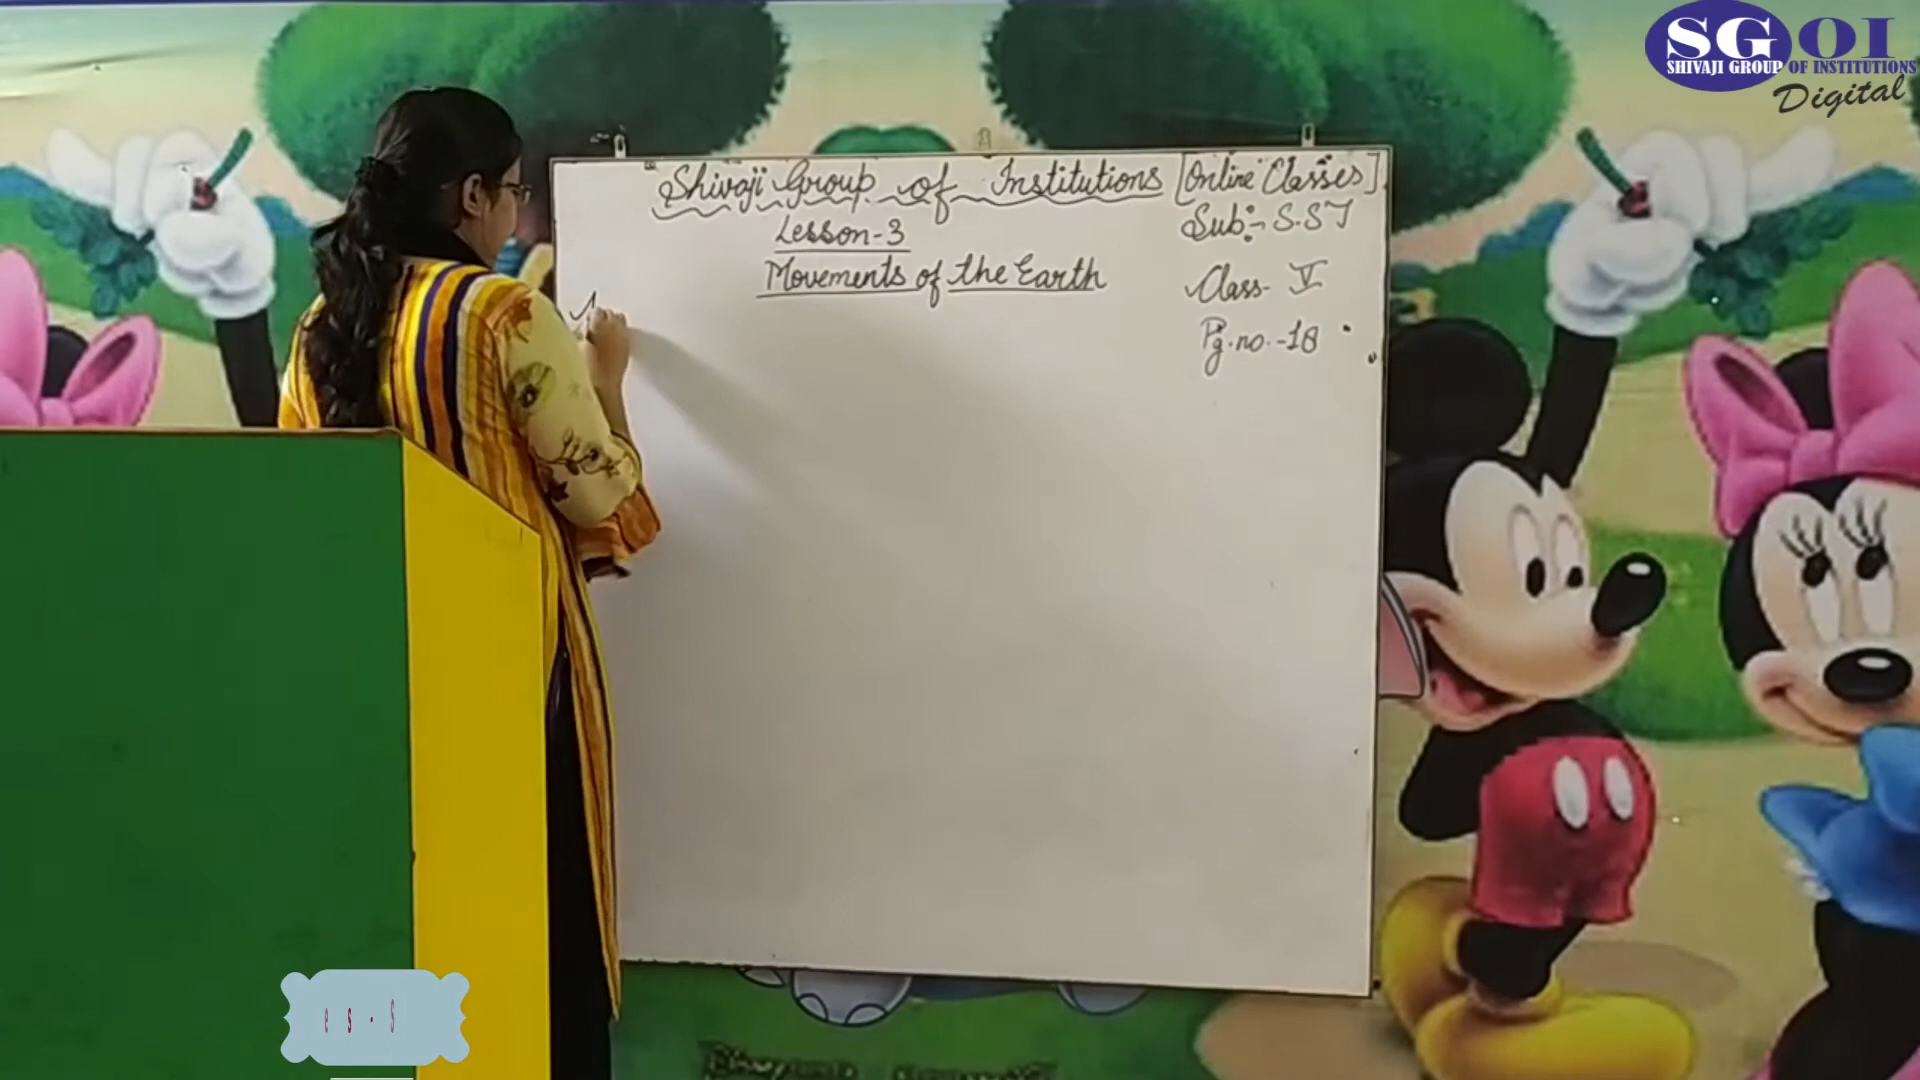 SGOI
SHIVAJI GROUP OF INSTITUTIONS
Digital
Shivaji Group of Institutions [Online Classes]
Lesson-3
Movements of the Earth
Sub:- S.ST
Class- V
Pg.no.-18
e s - S